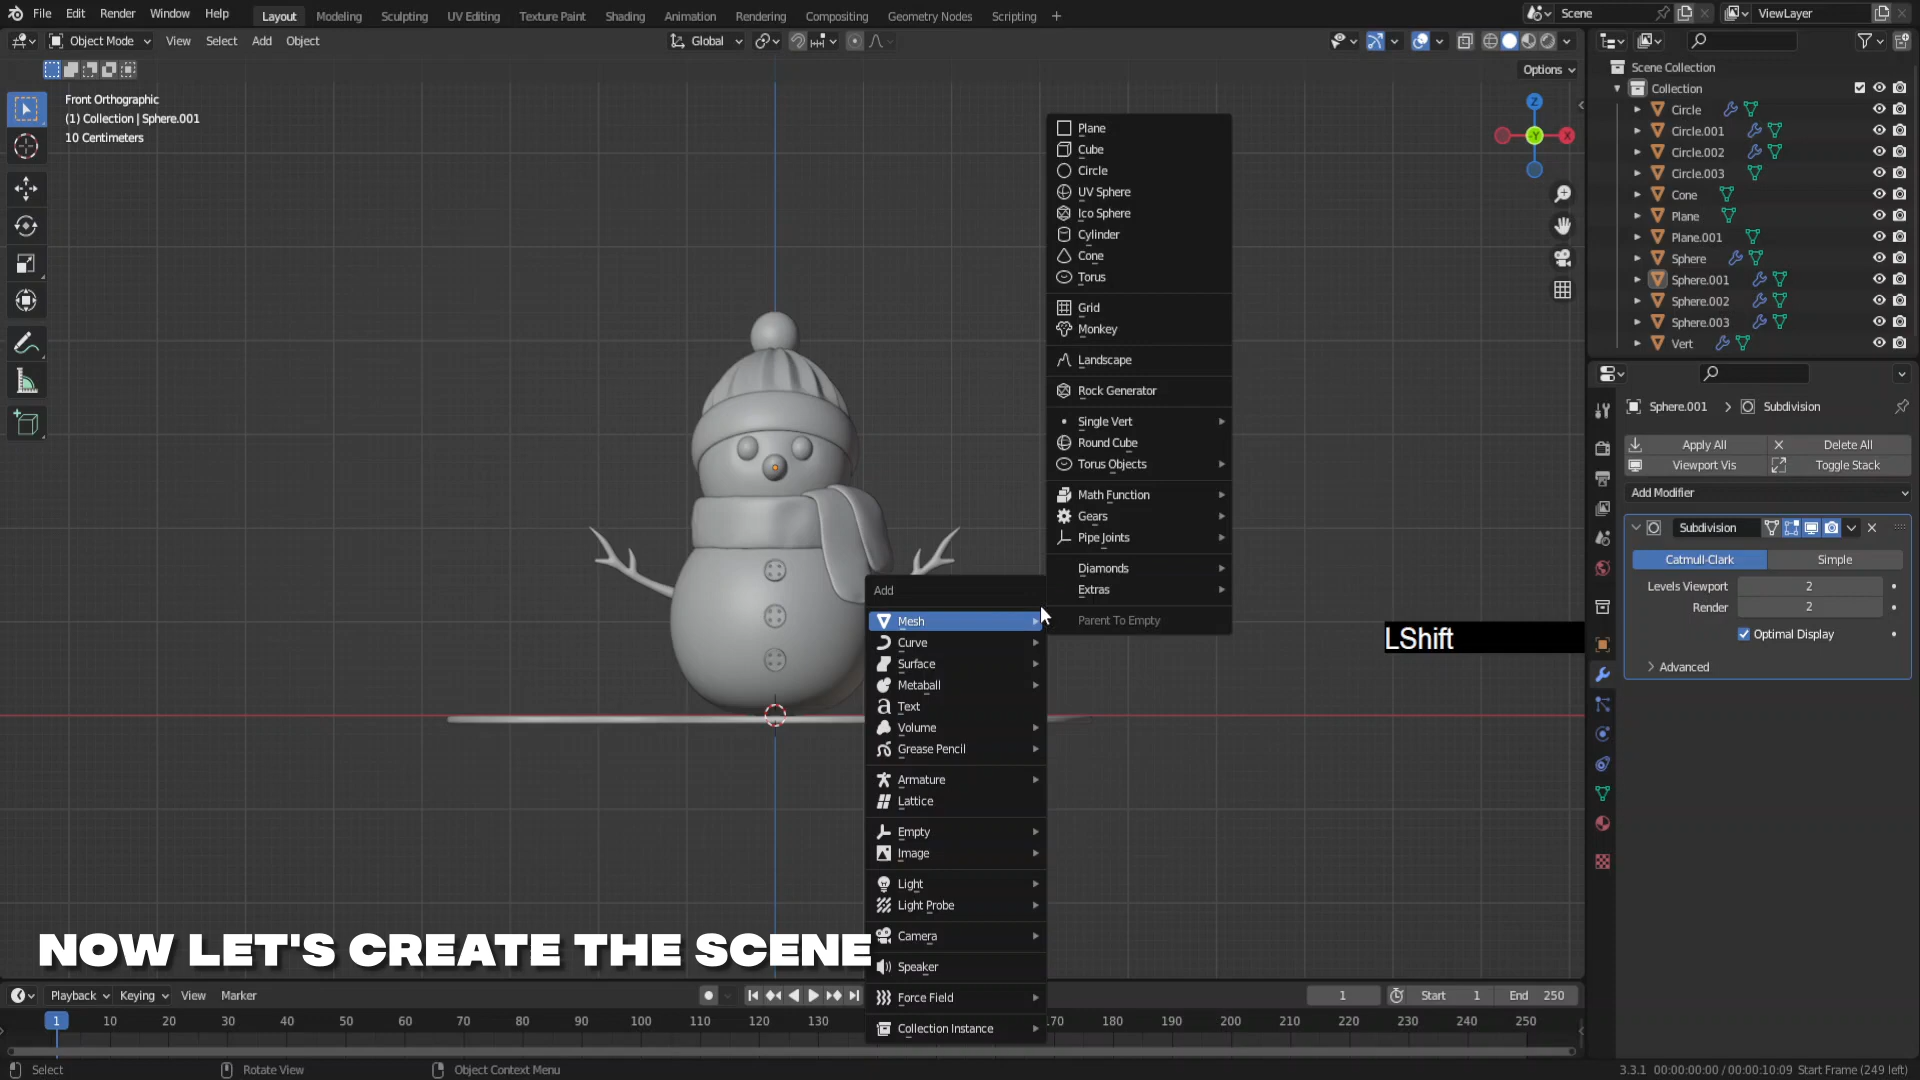 File Edit Render Window Help Layout Modeling Sculpting UV Editing Texture Paint Shading Animation Rendering Compositing Geometry Nodes Scripting + Scene ViewLayer
Object Mode View Select Add Object Global
Options
Front Orthographic
(1) Collection | Sphere.001
10 Centimeters
Z
-Y
X
Plane
Cube
Circle
UV Sphere
Ico Sphere
Cylinder
Cone
Torus
Grid
Monkey
Landscape
Rock Generator
Single Vert
Round Cube
Torus Objects
Math Function
Gears
Pipe Joints
Diamonds
Extras
Parent To Empty
Add
Mesh
Curve
Surface
Metaball
Text
Volume
Grease Pencil
Armature
Lattice
Empty
Image
Light
Light Probe
Camera
Speaker
Force Field
Collection Instance
LShift
NOW LET'S CREATE THE SCENE
Scene Collection
Collection
Circle
Circle.001
Circle.002
Circle.003
Cone
Plane
Plane.001
Sphere
Sphere.001
Sphere.002
Sphere.003
Vert
Sphere.001 > Subdivision
Apply All Delete All
Viewport Vis Toggle Stack
Add Modifier
Subdivision
Catmull-Clark Simple
Levels Viewport 2
Render 2
Optimal Display
Advanced
Playback Keying View Marker 1 Start 1 End 250
1 10 20 30 40 50 60 70 80 90 100 110 120 130 170 180 190 200 210 220 230 240 250
Select Rotate View Object Context Menu 3.3.1 00:00:00:00 / 00:00:10:09 Start Frame (249 left)